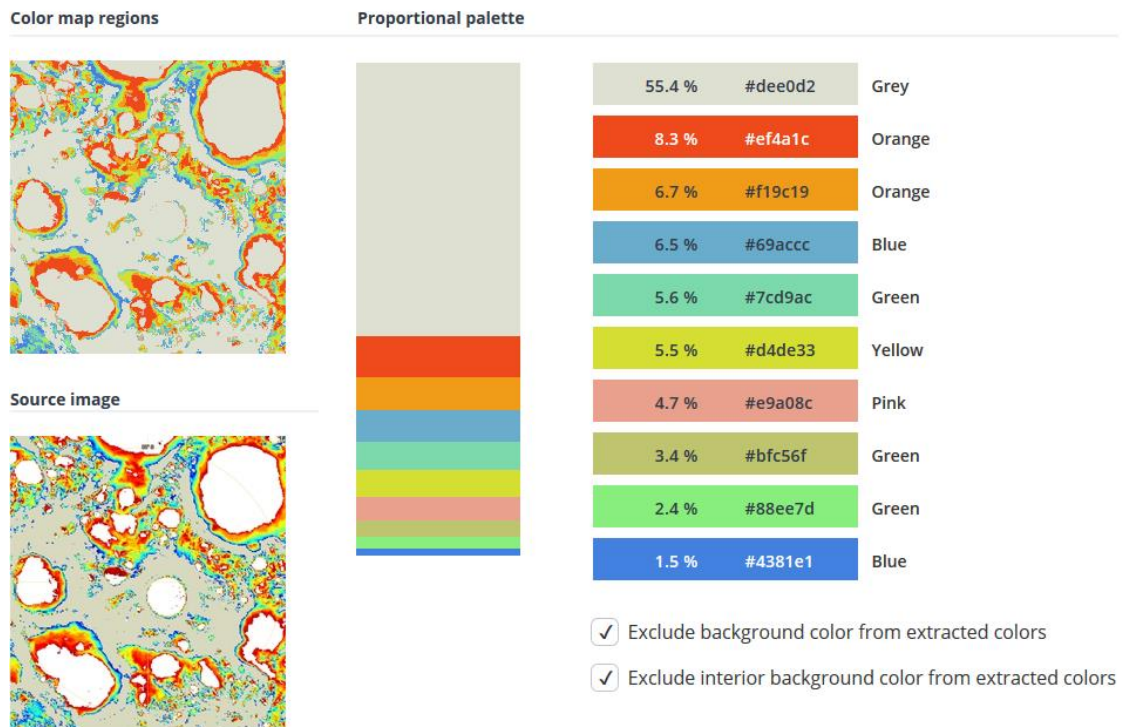 Color map regions
Proportional palette
55.4 % #dee0d2 Grey
8.3 % #ef4a1c Orange
6.7 % #f19c19 Orange
6.5 % #69accc Blue
5.6 % #7cd9ac Green
5.5 % #d4de33 Yellow
Source image
4.7 % #e9a08c Pink
3.4 % #bfc56f Green
2.4 % #88ee7d Green
1.5 % #4381e1 Blue
Exclude background color from extracted colors
Exclude interior background color from extracted colors